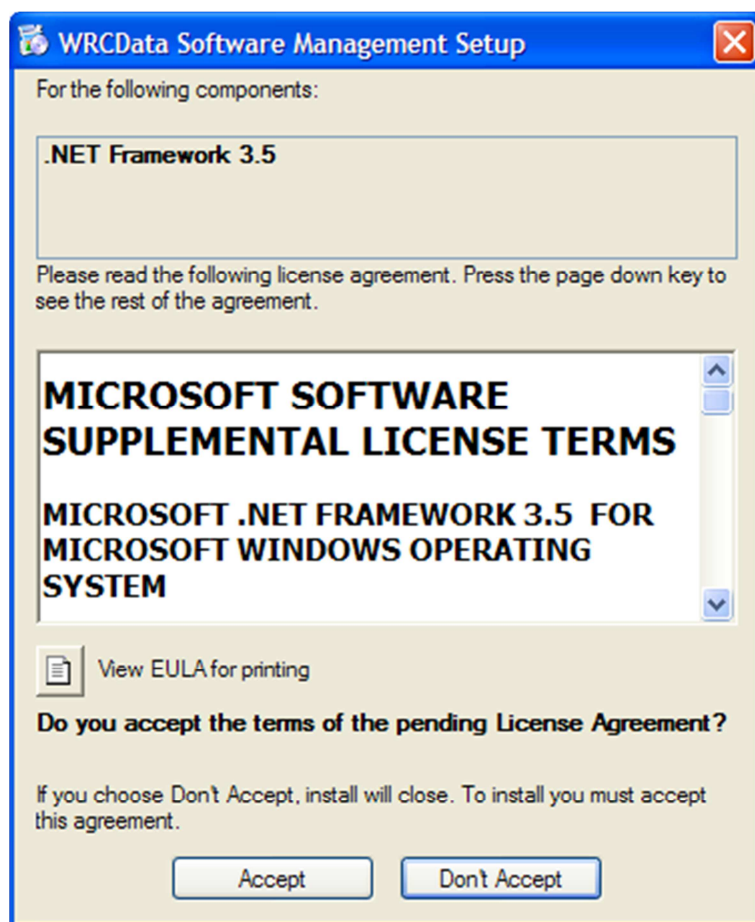 WRCData Software Management Setup
For the following components:
.NET Framework 3.5
Please read the following license agreement. Press the page down key to
see the rest of the agreement.
MICROSOFT SOFTWARE
SUPPLEMENTAL LICENSE TERMS
MICROSOFT .NET FRAMEWORK 3.5 FOR
MICROSOFT WINDOWS OPERATING
SYSTEM
View EULA for printing
Do you accept the terms of the pending License Agreement?
If you choose Don't Accept, install will close. To install you must accept
this agreement.
Accept
Don't Accept